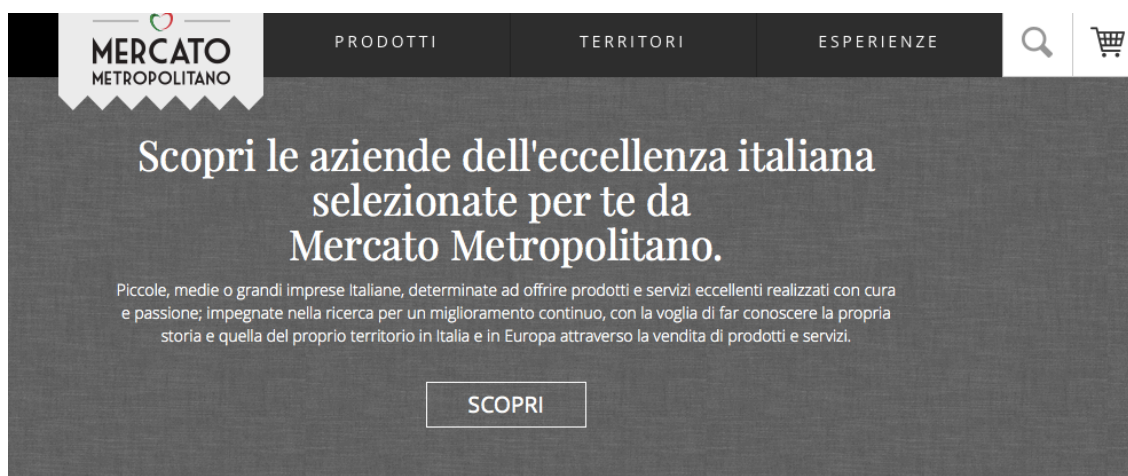 MERCATO
METROPOLITANO
PRODOTTI
TERRITORI
ESPERIENZE
Scopri le aziende dell'eccellenza italiana
selezionate per te da
Mercato Metropolitano.
Piccole, medie o grandi imprese Italiane, determinate ad offrire prodotti e servizi eccellenti realizzati con cura
e passione; impegnate nella ricerca per un miglioramento continuo, con la voglia di far conoscere la propria
storia e quella del proprio territorio in Italia e in Europa attraverso la vendita di prodotti e servizi.
SCOPRI